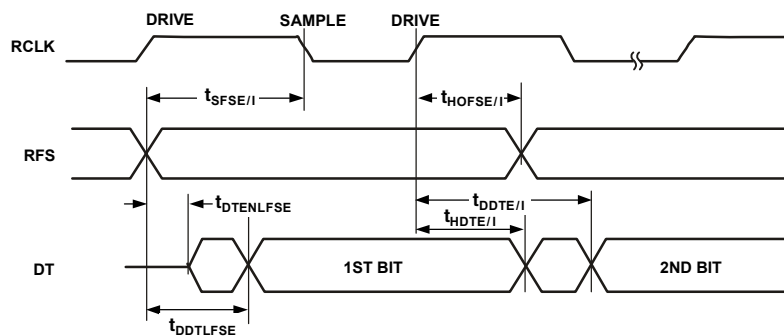 DRIVE SAMPLE DRIVE
RCLK
tSFSE/I tHOFSE/I
RFS
tDTENLFSE tDDTE/I
tHDTE/I
DT 1ST BIT 2ND BIT
tDDTLFSE